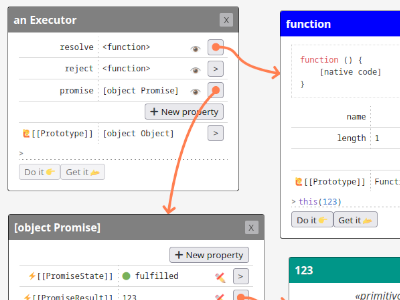 an Executor
X
resolve <function>
reject <function> >
promise [object Promise]
+ New property
[[Prototype]] [object Object] >
>
Do it Get it
function
function () {
[native code]
}
name
length 1
[[Prototype]] Functi
> this(123)
Do it Get it
[object Promise]
X
+ New property
[[PromiseState]] fulfilled >
[[PromiseResult]] 123
123
«primitive